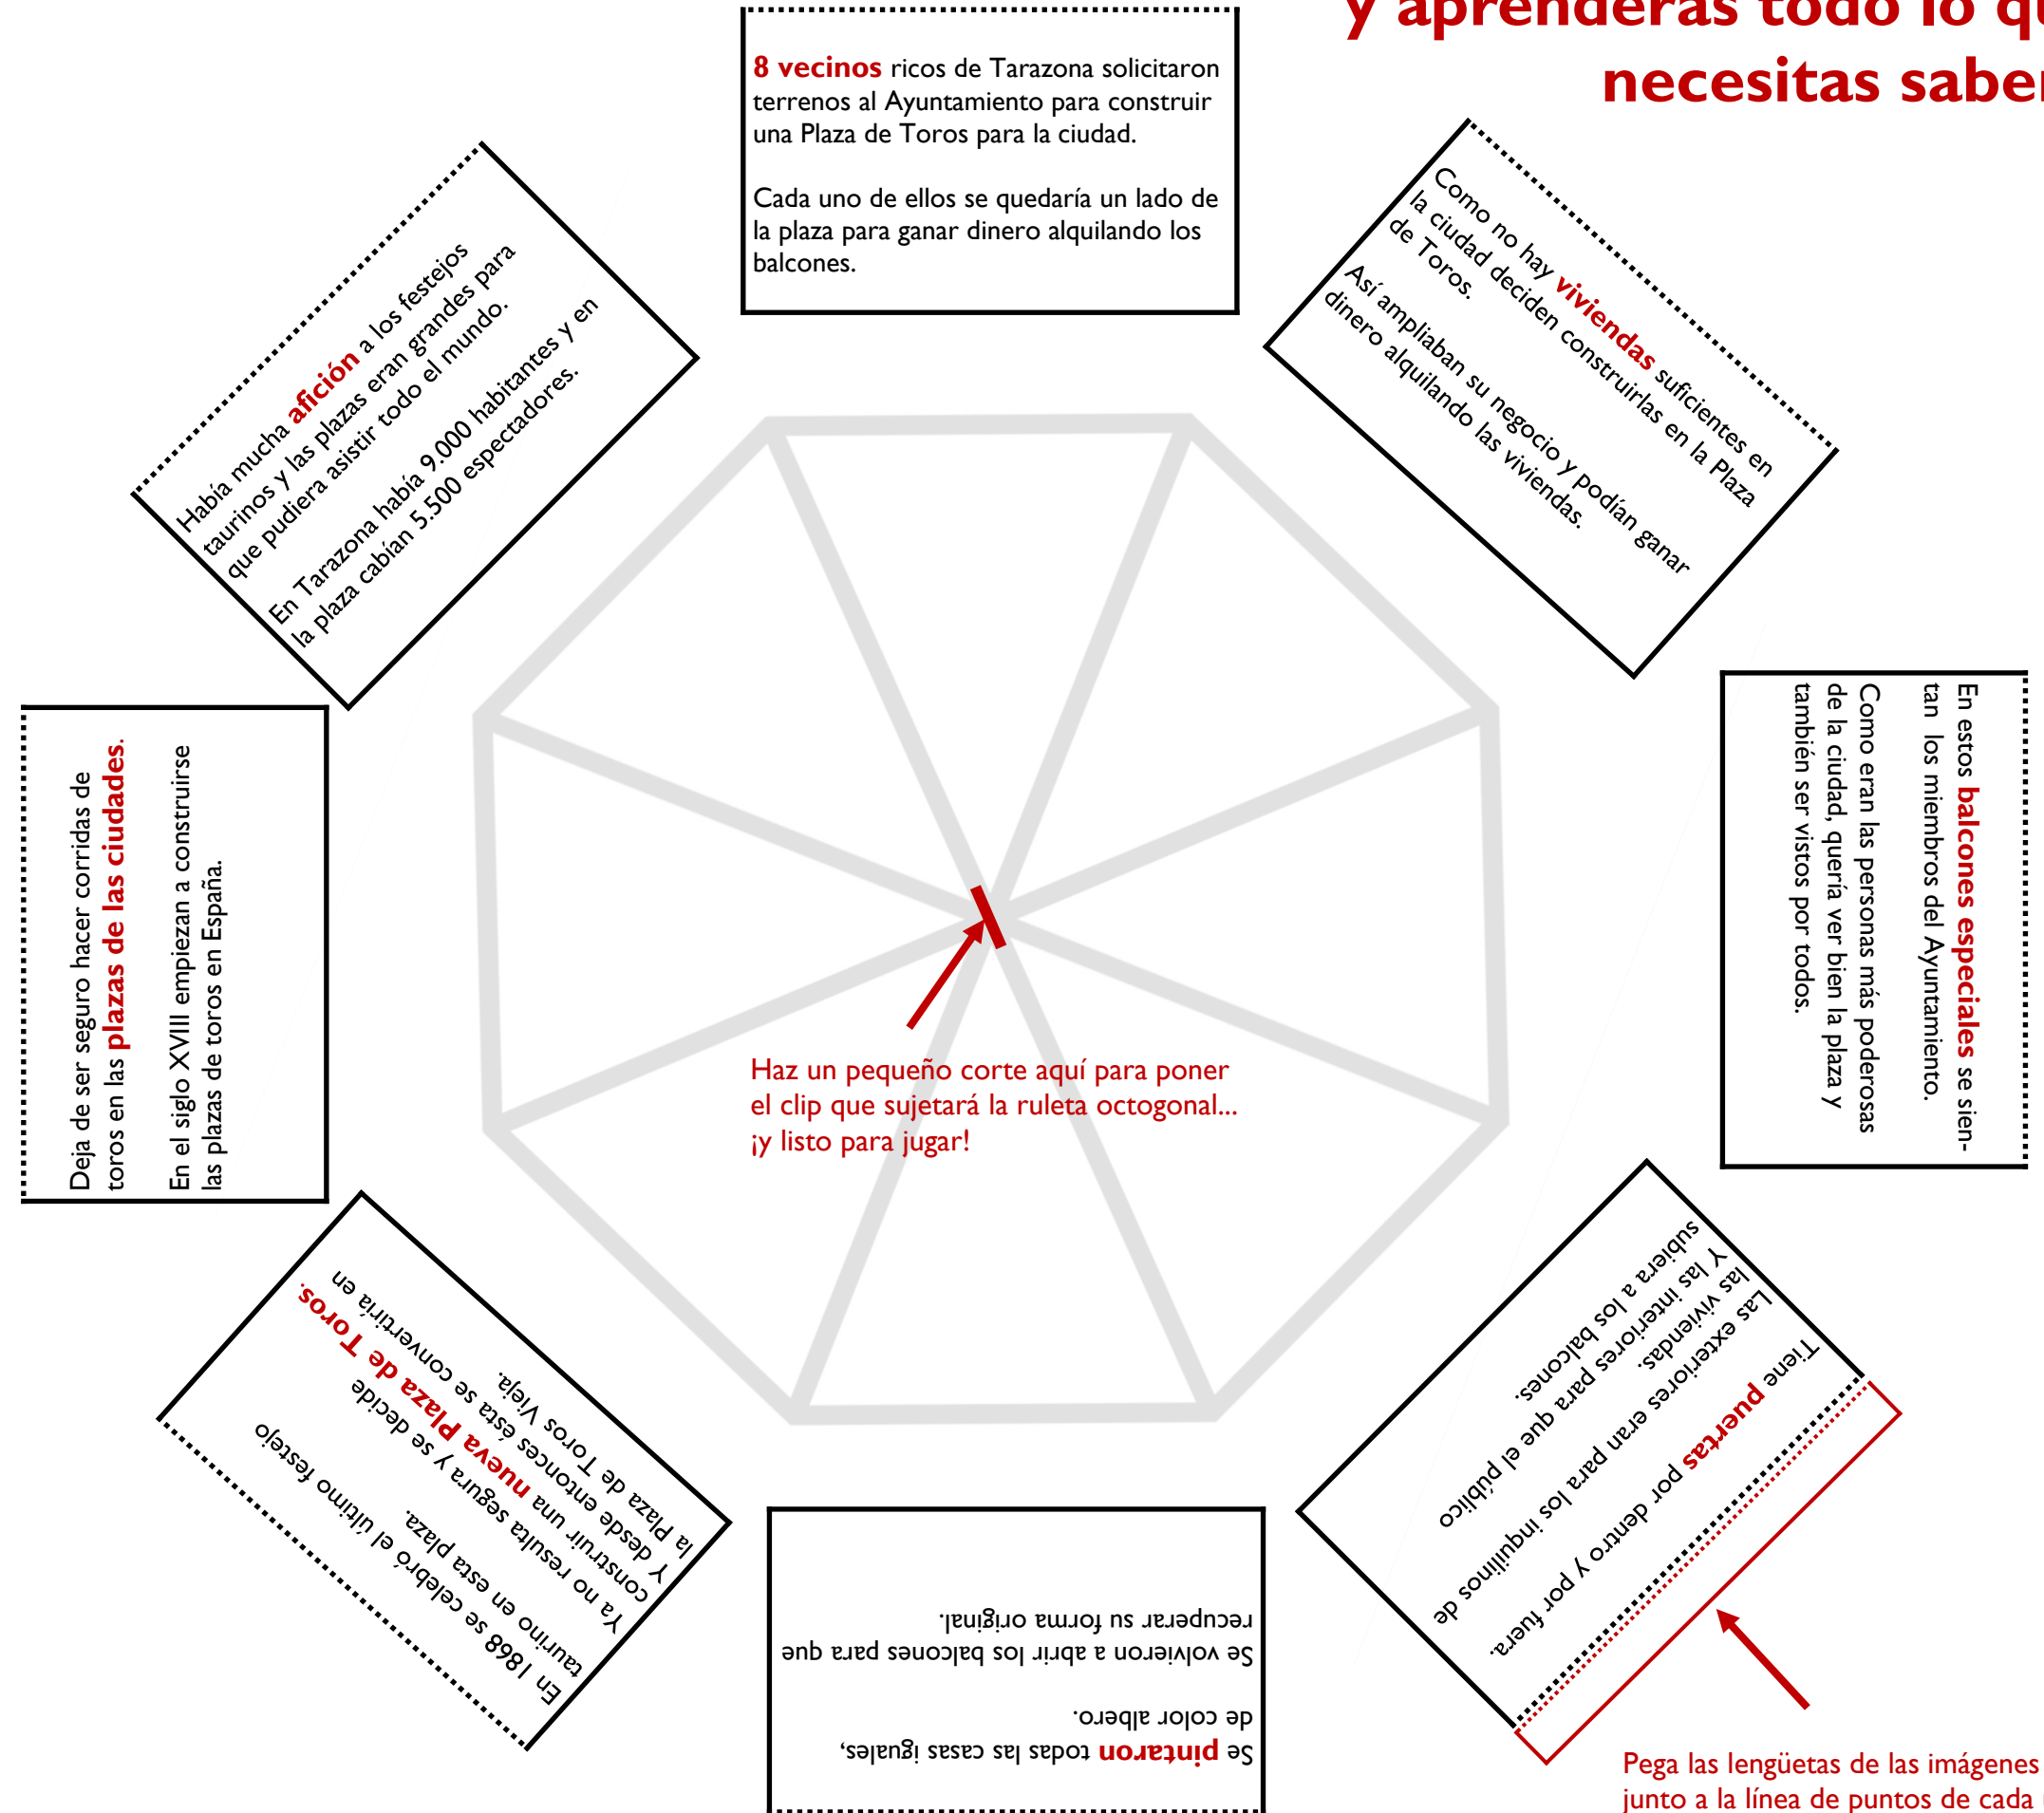 y aprenderás todo lo qu
necesitas saber
8 vecinos ricos de Tarazona solicitaron
terrenos al Ayuntamiento para construir
una Plaza de Toros para la ciudad.
Cada uno de ellos se quedaría un lado de
la plaza para ganar dinero alquilando los
balcones.
Como no hay viviendas suficientes en
la ciudad deciden construirlas en la Plaza
de Toros.
Así ampliaban su negocio y podían ganar
dinero alquilando las viviendas.
En estos balcones especiales se sien-
tan los miembros del Ayuntamiento.
Como eran las personas más poderosas
de la ciudad, quería ver bien la plaza y
también ser vistos por todos.
Tiene puertas por dentro y por fuera.
Las exteriores eran para los inquilinos de
las viviendas.
Y las interiores para que el público
subiera a los balcones.
Se pintaron todas las casas iguales,
de color albero.
Se volvieron a abrir los balcones para que
recuperar su forma original.
En 1868 se celebró el último festejo
taurino en esta plaza.
Ya no resulta segura y se decide
construir una nueva Plaza de Toros.
Y desde entonces ésta se convertiría en
la Plaza de Toros Vieja.
Deja de ser seguro hacer corridas de
toros en las plazas de las ciudades.
En el siglo XVIII empiezan a construirse
las plazas de toros en España.
Había mucha afición a los festejos
taurinos y las plazas eran grandes para
que pudiera asistir todo el mundo.
En Tarazona había 9.000 habitantes y en
la plaza cabían 5.500 espectadores.
Haz un pequeño corte aquí para poner
el clip que sujetará la ruleta octogonal...
¡y listo para jugar!
Pega las lengüetas de las imágenes
junto a la línea de puntos de cada